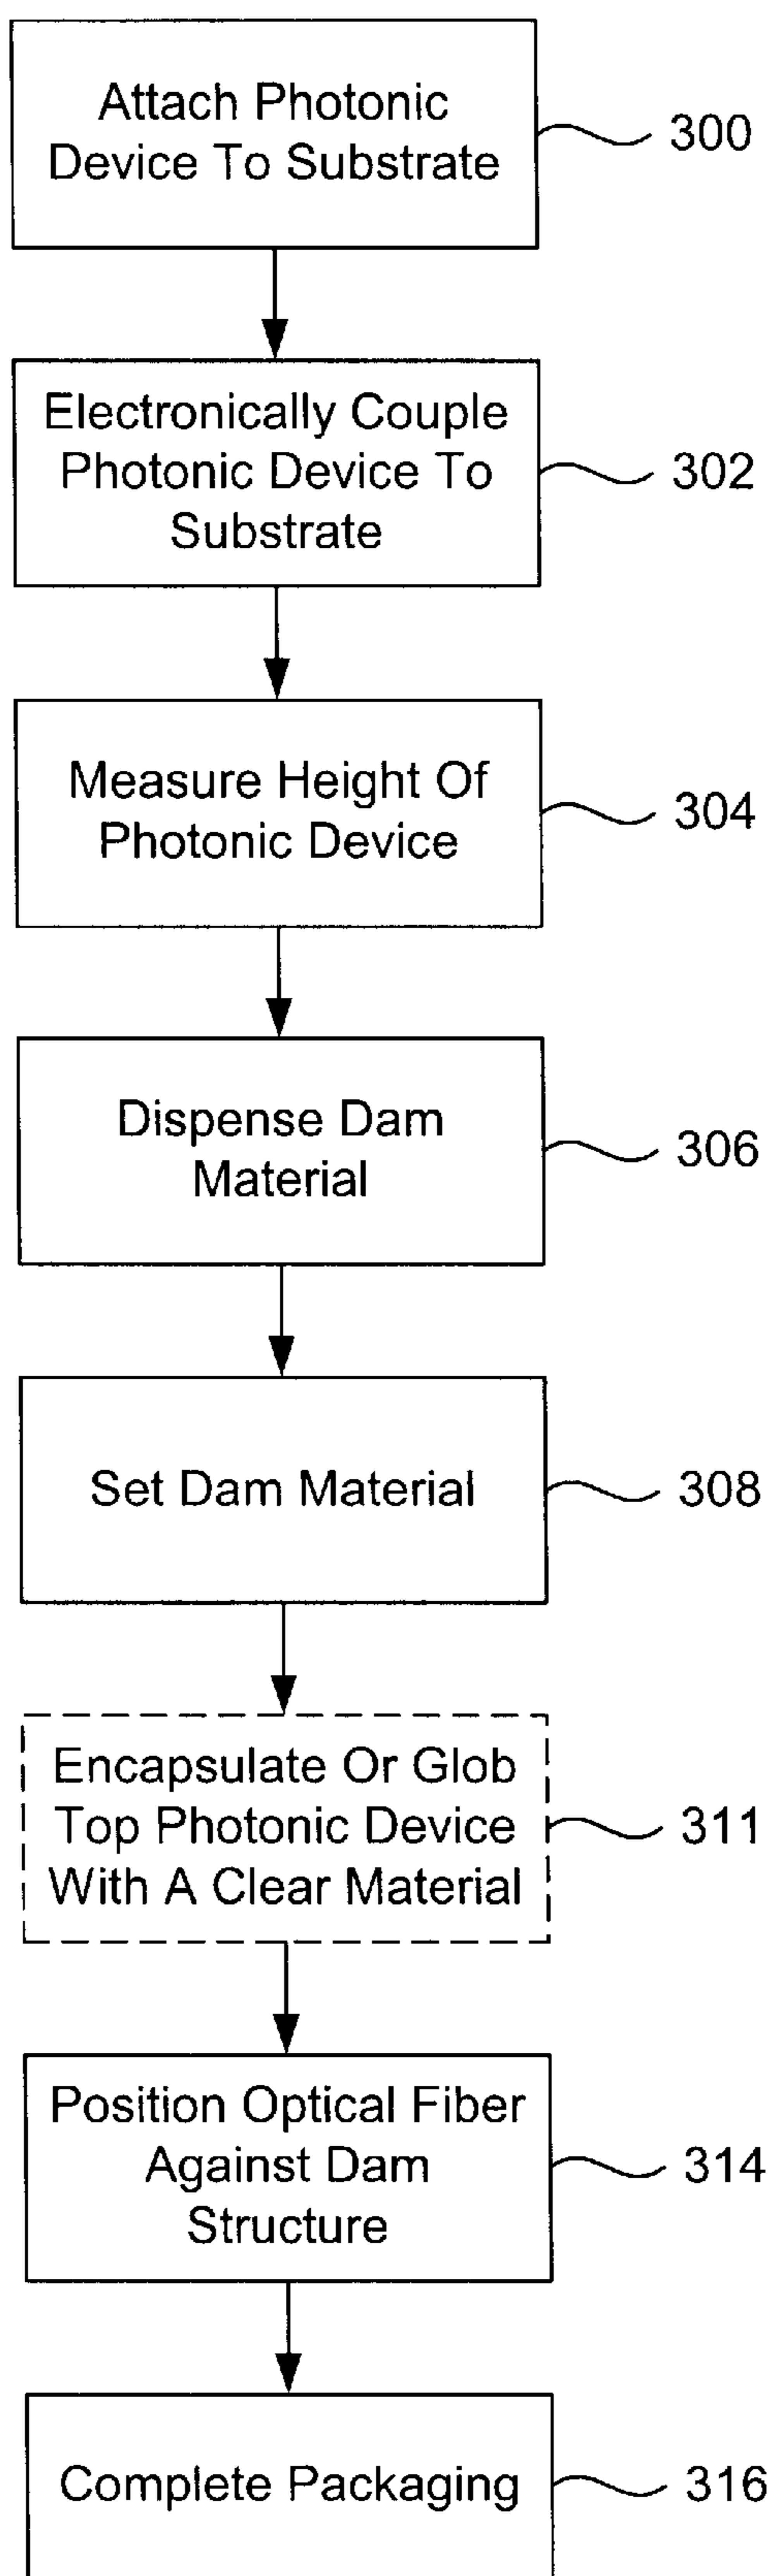 Attach Photonic
Device To Substrate
300
Electronically Couple
Photonic Device To
Substrate
302
Measure Height Of
Photonic Device
304
Dispense Dam
Material
306
Set Dam Material
308
Encapsulate Or Glob
Top Photonic Device
With A Clear Material
311
Position Optical Fiber
Against Dam
Structure
314
Complete Packaging
316